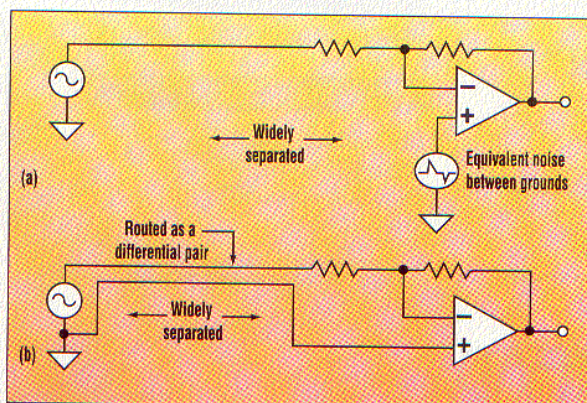 −
+
Widely
separated
Equivalent noise
between grounds
(a)
Routed as a
differential pair
Widely
separated
−
+
(b)